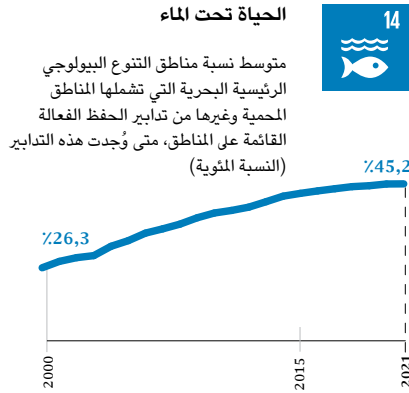 14
الحياة تحت الماء
متوسط نسبة مناطق التنوع البيولوجي
الرئيسية البحرية التي تشملها المناطق
المحمية وغيرها من تدابير الحفظ الفعالة
القائمة على المناطق، متى وُجدت هذه التدابير
(النسبة المئوية)
٪45,2
٪26,3
2000
2015
2021